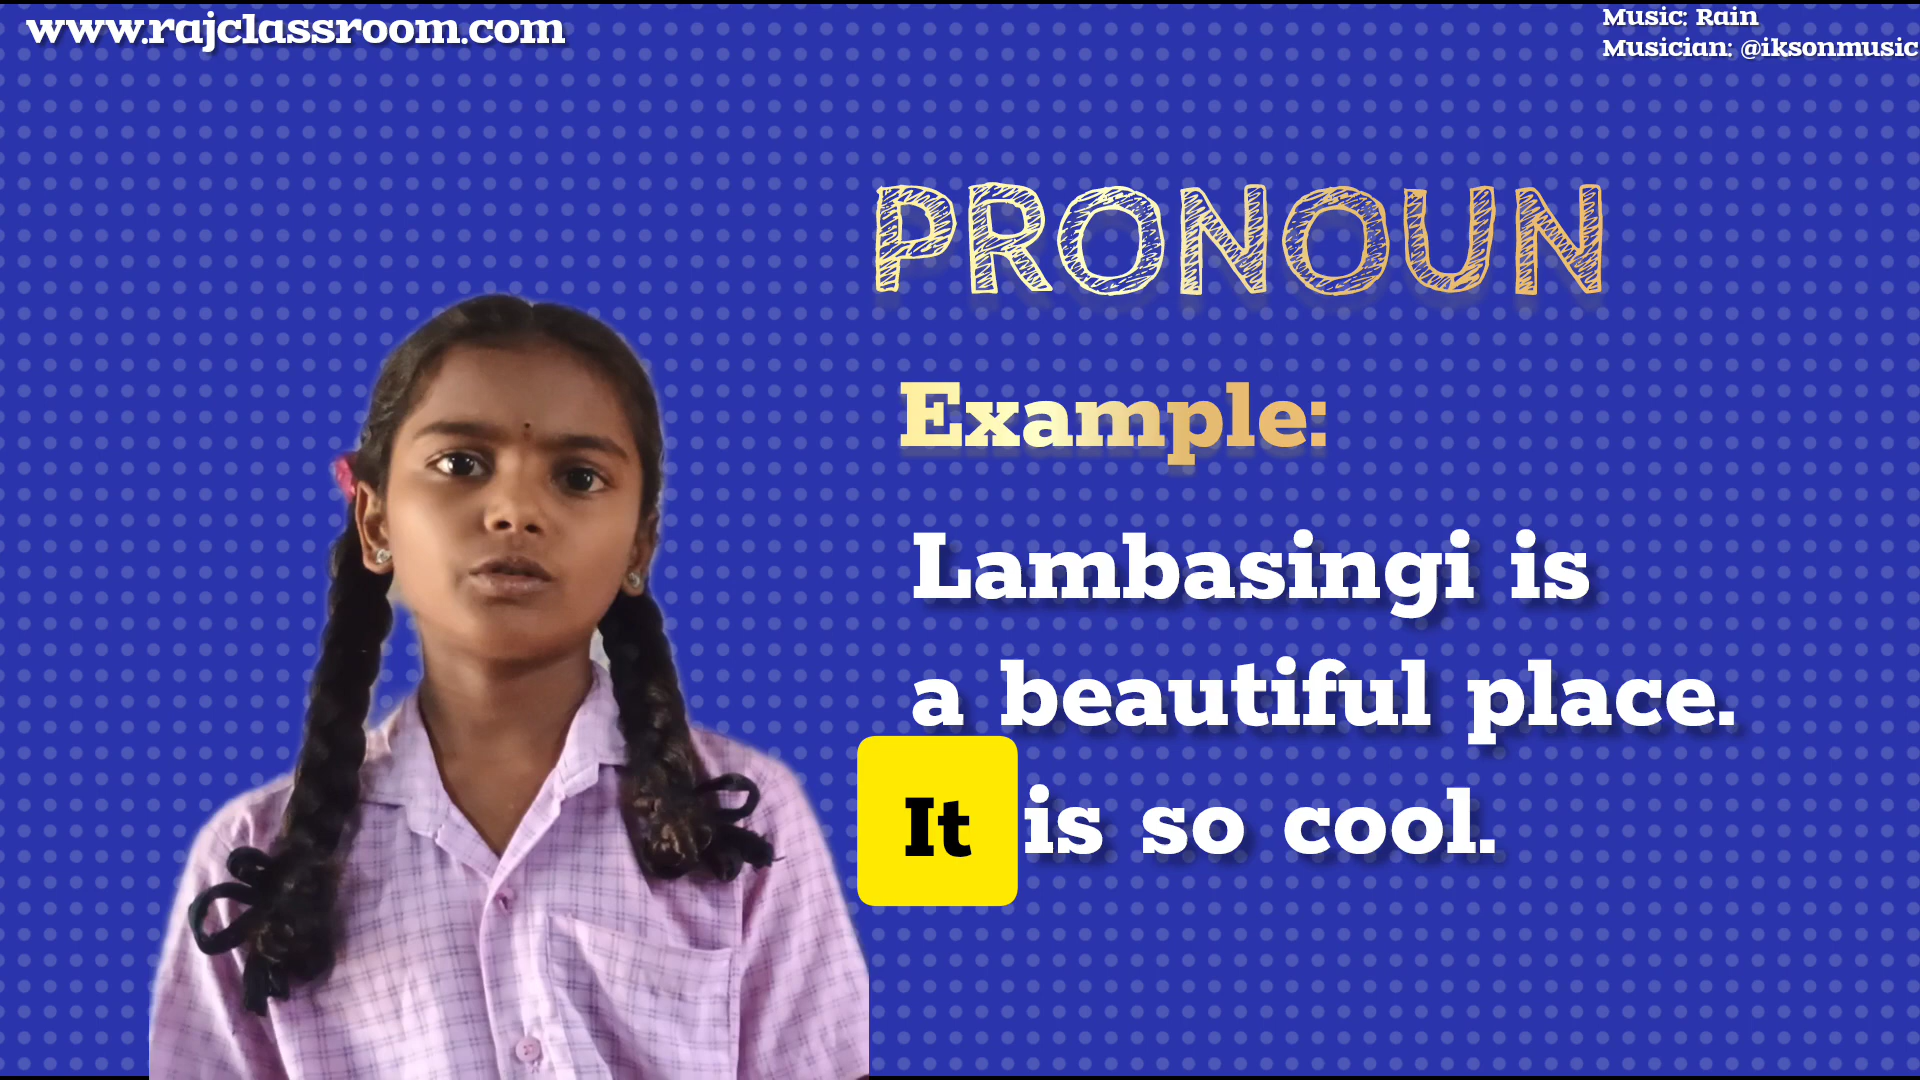 www.rajclassroom.com
Music: Rain
Musician: @iksonmusic
PRONOUN
Example:
Lambasingi is
a beautiful place.
It is so cool.